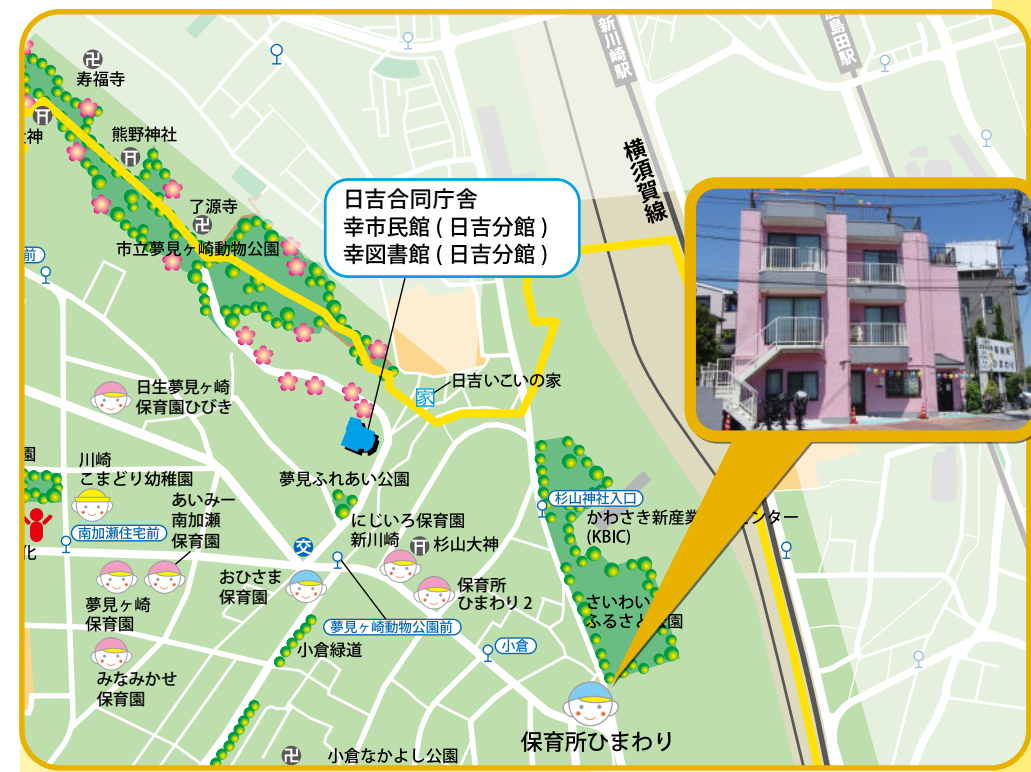 新川崎駅
鹿島田駅
寿福寺
神
熊野神社
横須賀線
日吉合同庁舎
幸市民館 ( 日吉分館 )
幸図書館 ( 日吉分館 )
了源寺
市立夢見ヶ崎動物公園
前
日吉いこいの家
家
日生夢見ヶ崎
保育園ひびき
園
川崎
こまどり幼稚園
夢見ふれあい公園
あいみー
南加瀬
保育園
杉山神社入口
かわさき新産業
センター
(KBIC)
南加瀬住宅前
化
にじいろ保育園
新川崎
杉山大神
交
おひさま
保育園
保育所
ひまわり 2
夢見ヶ崎
保育園
さいわい
ふるさと公園
夢見ヶ崎動物公園前
小倉
小倉緑道
みなみかせ
保育園
保育所ひまわり
小倉なかよし公園